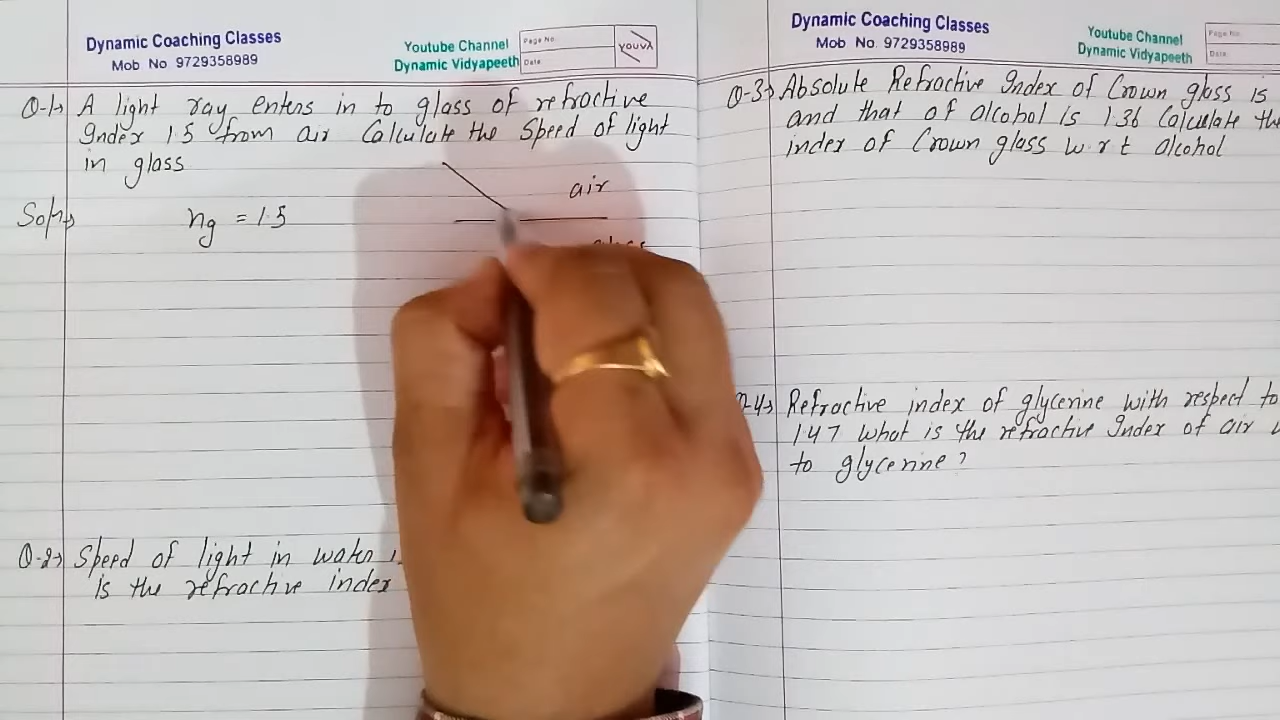 Dynamic Coaching Classes
Mob No. 9729358989
Youtube Channel
Dynamic Vidyapeeth
Page No.
Date
YOUVA
Q-1) A light ray enters in to glass of refractive
Index 1.5 from air Calculate the Speed of light
in glass
air
Soln)
ng = 1.5
glass
Q-2) Speed of light in water
is the refractive index
Dynamic Coaching Classes
Mob No. 9729358989
Youtube Channel
Dynamic Vidyapeeth
Page No.
Date
Q-3) Absolute Refractive Index of Crown glass is
and that of alcohol is 1.36 Calculate the
index of Crown glass w.r.t alcohol
Q-4) Refractive index of glycerine with respect to
1.47 what is the refractive Index of air
to glycerine?